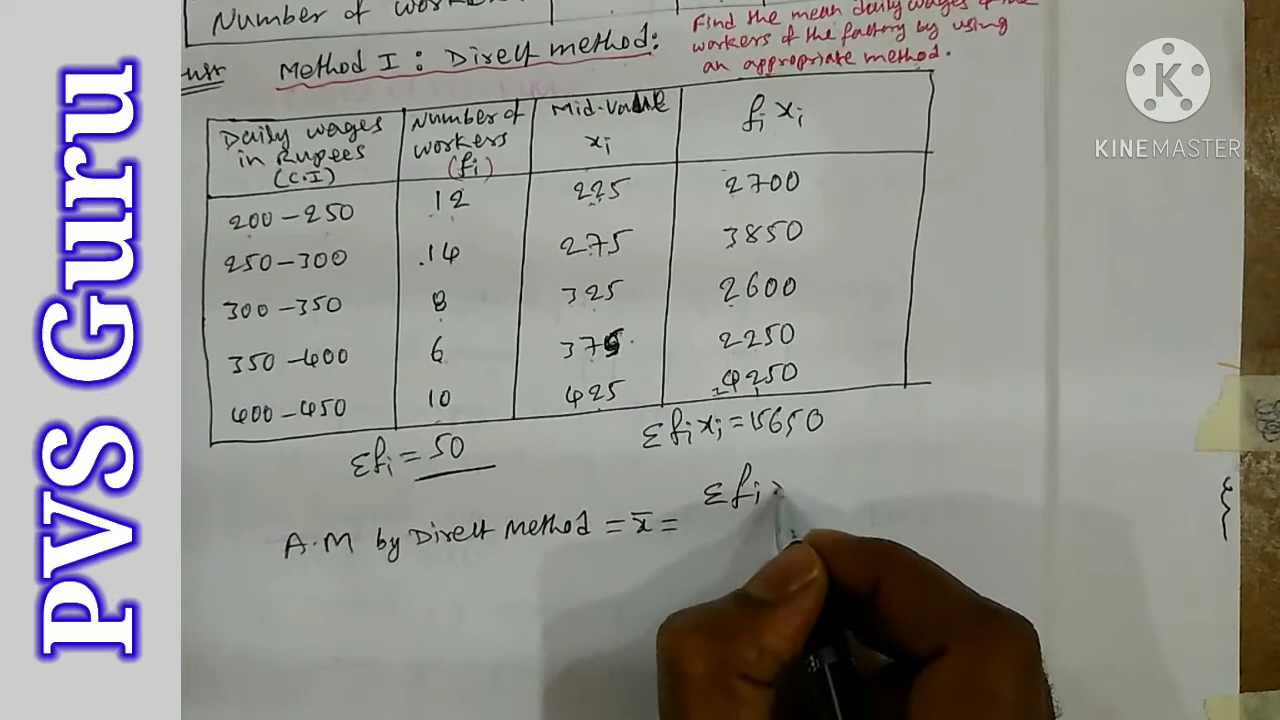 PVS Guru
Number of
Find the mean daily wages of
workers of the factory by using
an appropriate method.
Method I : Direct method:
Daily wages in Rupees (C.I) | Number of workers (fi) | Mid-Value xi | fi xi
200-250 | 12 | 225 | 2700
250-300 | 14 | 275 | 3850
300-350 | 8 | 325 | 2600
350-400 | 6 | 375 | 2250
400-450 | 10 | 425 | 4250
Σfi = 50
Σfi xi = 15650
A.M by Direct Method = x̄ = Σfi
KINEMASTER
K